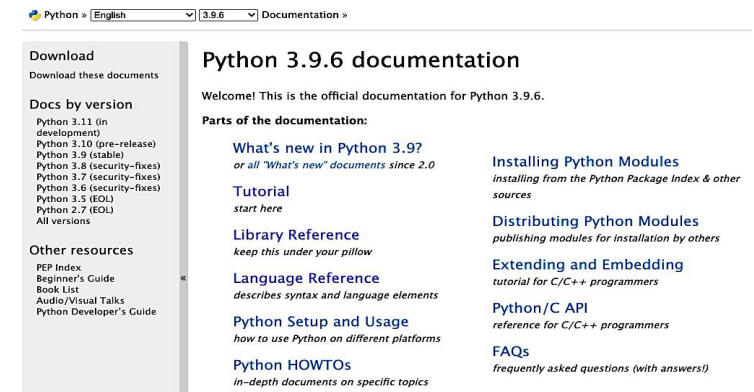 Python » English 3.9.6 Documentation »
Download
Download these documents
Docs by version
Python 3.11 (in
development)
Python 3.10 (pre-release)
Python 3.9 (stable)
Python 3.8 (security-fixes)
Python 3.7 (security-fixes)
Python 3.6 (security-fixes)
Python 3.5 (EOL)
Python 2.7 (EOL)
All versions
Other resources
PEP Index
Beginner's Guide
Book List
Audio/Visual Talks
Python Developer's Guide
«
Python 3.9.6 documentation
Welcome! This is the official documentation for Python 3.9.6.
Parts of the documentation:
What's new in Python 3.9?
or all "What's new" documents since 2.0
Tutorial
start here
Library Reference
keep this under your pillow
Language Reference
describes syntax and language elements
Python Setup and Usage
how to use Python on different platforms
Python HOWTOs
in-depth documents on specific topics
Installing Python Modules
installing from the Python Package Index & other
sources
Distributing Python Modules
publishing modules for installation by others
Extending and Embedding
tutorial for C/C++ programmers
Python/C API
reference for C/C++ programmers
FAQs
frequently asked questions (with answers!)